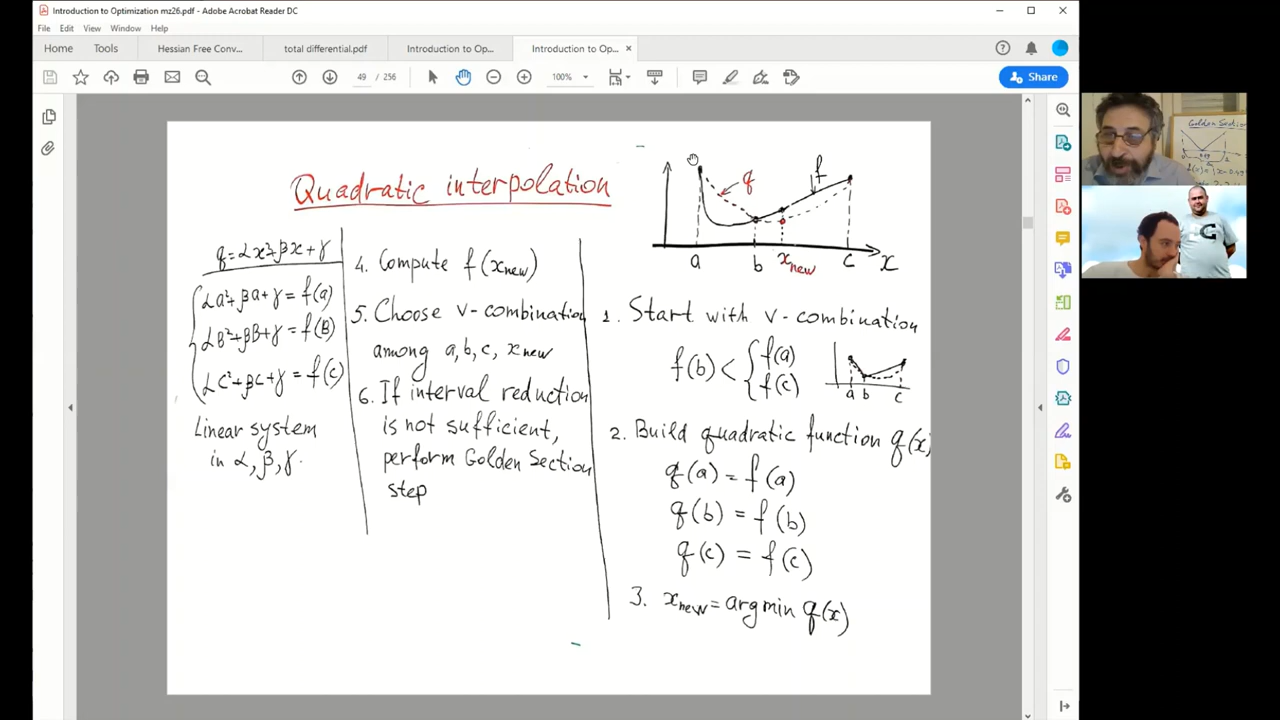 Introduction to Optimization mz26.pdf - Adobe Acrobat Reader DC
File Edit View Window Help
Home Tools Hessian Free Conv... total differential.pdf Introduction to Op... Introduction to Op... ×
49 / 256 100% Share
Quadratic interpolation
q f
a b xnew c x
q=αx²+βx+γ
αa²+βa+γ=f(a)
αB²+βB+γ=f(B)
αc²+βc+γ=f(c)
Linear system
in α, β, γ.
4. Compute f(xnew)
5. Choose v-combination
among a, b, c, xnew
6. If interval reduction
is not sufficient,
perform Golden Section
step
1. Start with v-combination
f(b) < { f(a)
f(c)
a b c
2. Build quadratic function q(x)
q(a) = f(a)
q(b) = f(b)
q(c) = f(c)
3. xnew = argmin q(x)
Golden Section